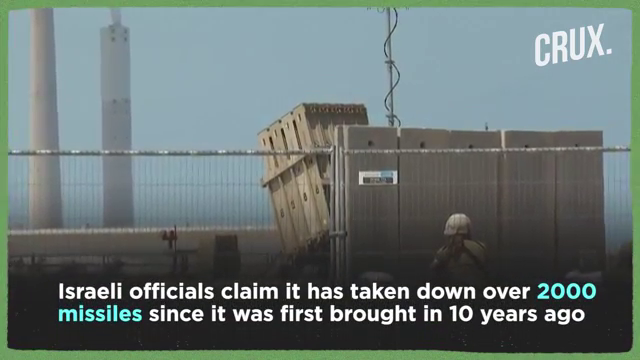 CRUX.
Israeli officials claim it has taken down over 2000
missiles since it was first brought in 10 years ago